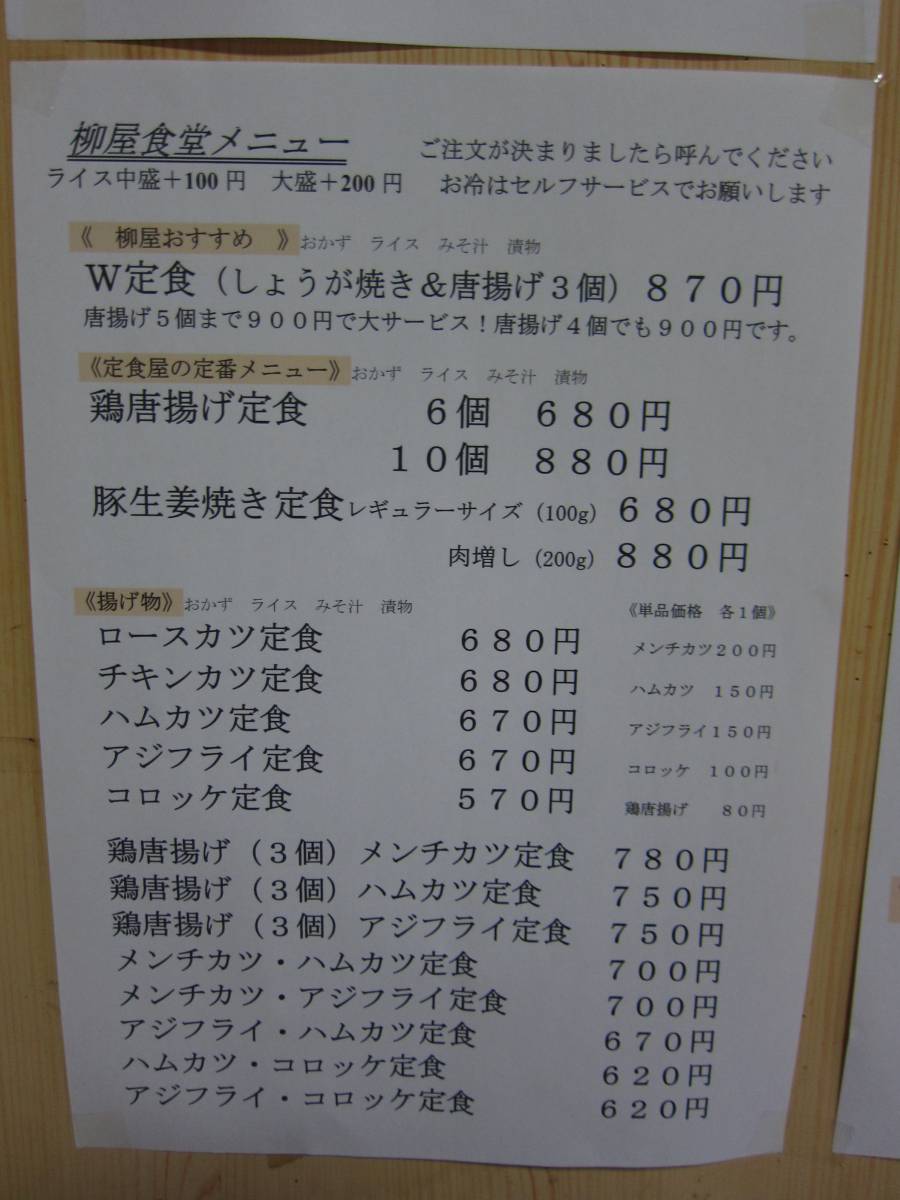 柳屋食堂メニュー
ご注文が決まりましたら呼んでください
ライス中盛＋100円　大盛＋200円
お冷はセルフサービスでお願いします
《　柳屋おすすめ　》おかず　ライス　みそ汁　漬物
Ｗ定食（しょうが焼き＆唐揚げ３個）８７０円
唐揚げ５個まで９００円で大サービス！唐揚げ４個でも９００円です。
《定食屋の定番メニュー》おかず　ライス　みそ汁　漬物
鶏唐揚げ定食　６個　６８０円
１０個　８８０円
豚生姜焼き定食レギュラーサイズ（100g）６８０円
肉増し（200g）８８０円
《揚げ物》おかず　ライス　みそ汁　漬物
ロースカツ定食　６８０円
チキンカツ定食　６８０円
ハムカツ定食　６７０円
アジフライ定食　６７０円
コロッケ定食　５７０円
《単品価格　各１個》
メンチカツ２００円
ハムカツ　１５０円
アジフライ１５０円
コロッケ　１００円
鶏唐揚げ　８０円
鶏唐揚げ（３個）メンチカツ定食　７８０円
鶏唐揚げ（３個）ハムカツ定食　７５０円
鶏唐揚げ（３個）アジフライ定食　７５０円
メンチカツ・ハムカツ定食　７００円
メンチカツ・アジフライ定食　７００円
アジフライ・ハムカツ定食　６７０円
ハムカツ・コロッケ定食　６２０円
アジフライ・コロッケ定食　６２０円